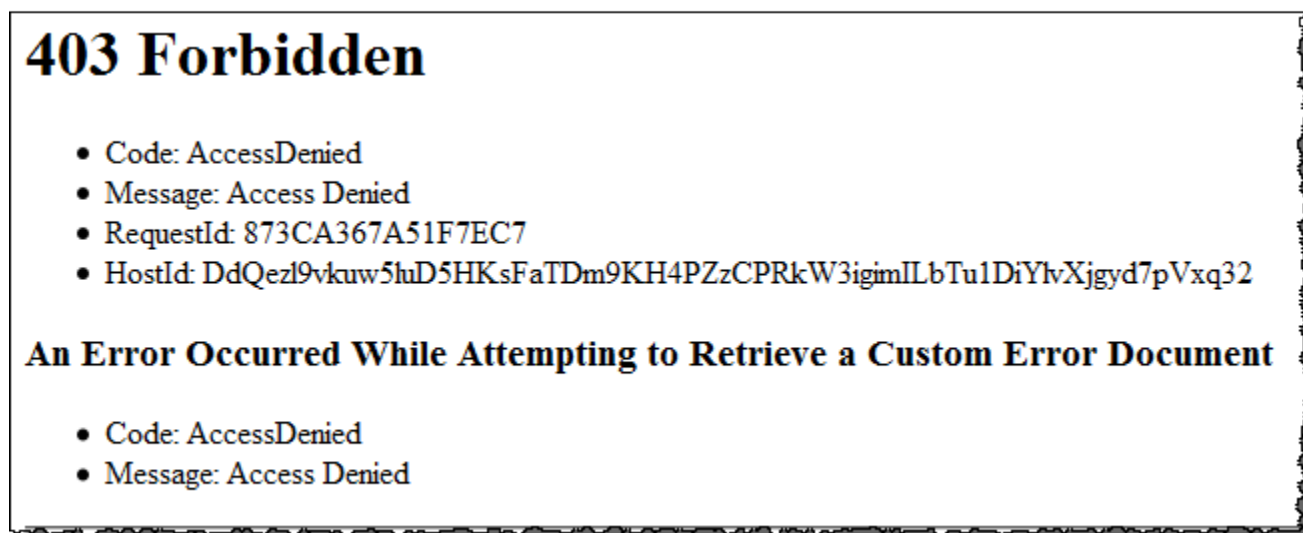 403 Forbidden
Code: AccessDenied
Message: Access Denied
RequestId: 873CA367A51F7EC7
HostId: DdQezl9vkuw5luD5HKsFaTDm9KH4PZzCPRkW3igimILbTu1DiYlvXjgyd7pVxq32
An Error Occurred While Attempting to Retrieve a Custom Error Document
Code: AccessDenied
Message: Access Denied